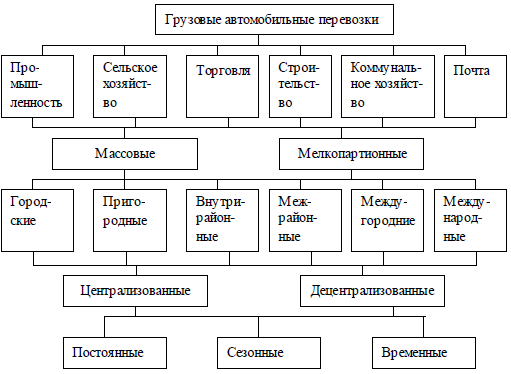 Грузовые автомобильные перевозки
Про-
мыш-
ленность
Сельское
хозяйст-
во
Торговля
Строи-
тельст-
во
Коммуналь-
ное хозяйст-
во
Почта
Массовые
Мелкопартионные
Город-
ские
Приго-
родные
Внутри-
район-
ные
Меж-
район-
ные
Между-
городние
Между-
народ-
ные
Централизованные
Децентрализованные
Постоянные
Сезонные
Временные